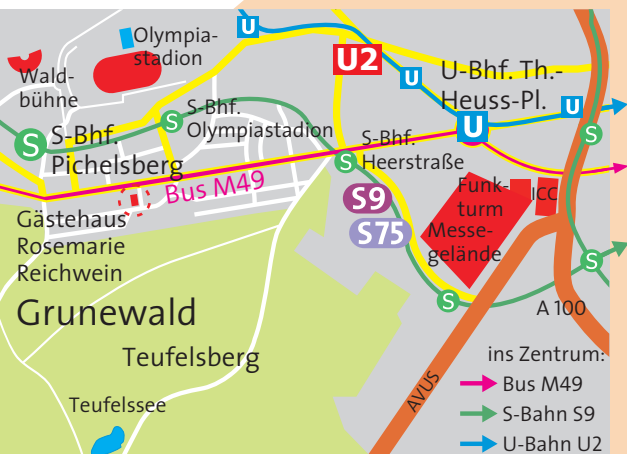 U
Olympia-
stadion
Wald-
bühne
U2
U
U-Bhf. Th.-
Heuss-Pl.
U
U
S
S-Bhf.
Pichelsberg
S
S-Bhf.
Olympiastadion
S-Bhf.
Heerstraße
S
S
Bus M49
S9
S75
Funk-
turm
ICC
Messe-
gelände
Gästehaus
Rosemarie
Reichwein
S
S
Grunewald
A 100
Teufelsberg
Teufelssee
AVUS
ins Zentrum:
Bus M49
S-Bahn S9
U-Bahn U2